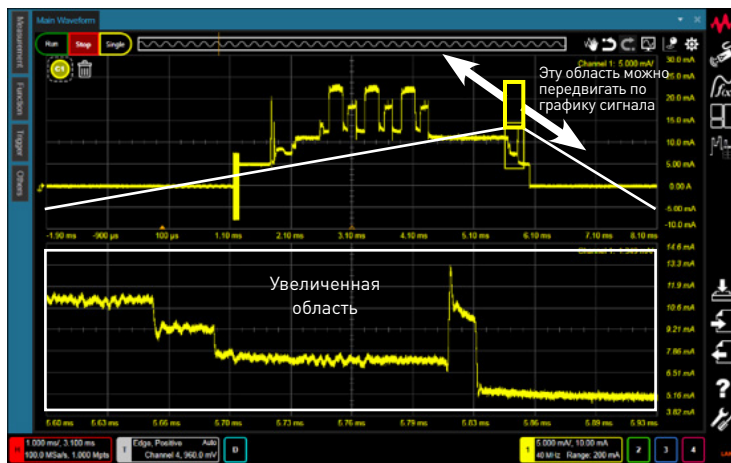 Main Waveform
Measurement
Function
Trigger
Others
Run
Stop
Single
C1
Channel 1: 5.000 mA/
Эту область можно
передвигать по
графику сигнала
30.0 mA
25.0 mA
20.0 mA
15.0 mA
10.0 mA
5.00 mA
0.00 A
-5.00 mA
-10.0 mA
-1.90 ms
-900 µs
100 µs
1.10 ms
2.10 ms
3.10 ms
4.10 ms
5.10 ms
6.10 ms
7.10 ms
8.10 ms
Увеличенная
область
14.6 mA
13.3 mA
11.9 mA
10.6 mA
9.21 mA
7.86 mA
6.51 mA
5.16 mA
3.82 mA
5.60 ms
5.63 ms
5.66 ms
5.70 ms
5.73 ms
5.76 ms
5.79 ms
5.83 ms
5.86 ms
5.89 ms
5.93 ms
H
1.000 ms/, 3.100 ms
100.0 MSa/s, 1.000 Mpts
T
Edge, Positive Auto
Channel 4, 960.0 mV
D
1
5.000 mA/, 10.00 mA
40 MHz Range: 200 mA
2
3
4
LAN